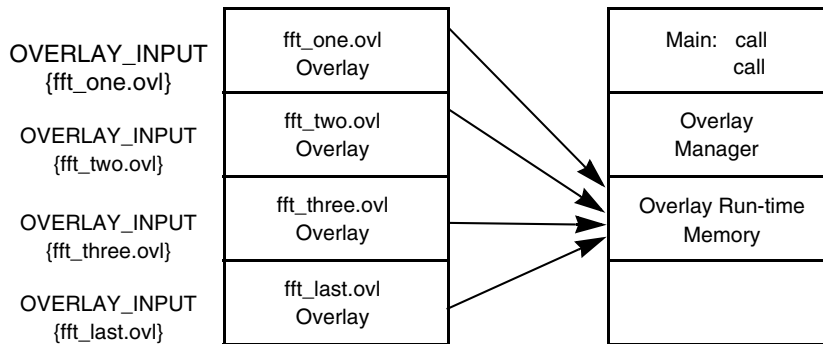 OVERLAY_INPUT
{fft_one.ovl}
OVERLAY_INPUT
{fft_two.ovl}
OVERLAY_INPUT
{fft_three.ovl}
OVERLAY_INPUT
{fft_last.ovl}
fft_one.ovl
Overlay
fft_two.ovl
Overlay
fft_three.ovl
Overlay
fft_last.ovl
Overlay
Main: call
call
Overlay
Manager
Overlay Run-time
Memory